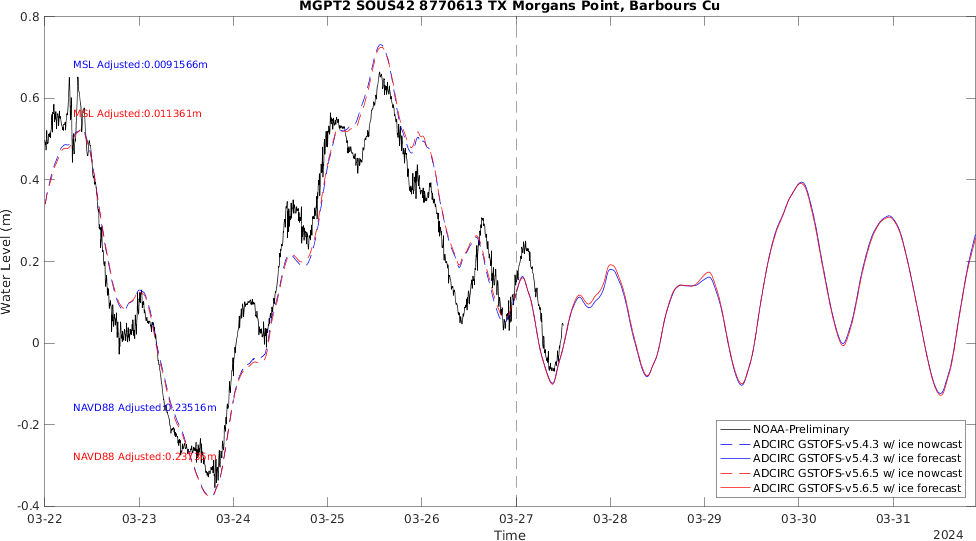 MGPT2 SOUS42 8770613 TX Morgans Point, Barbours Cu
0.8
0.6
0.4
0.2
0
-0.2
-0.4
Water Level (m)
MSL Adjusted:0.0091566m
MSL Adjusted:0.011361m
NAVD88 Adjusted:0.23516m
NAVD88 Adjusted:
NOAA-Preliminary
ADCIRC GSTOFS-v5.4.3 w/ ice nowcast
ADCIRC GSTOFS-v5.4.3 w/ ice forecast
ADCIRC GSTOFS-v5.6.5 w/ ice nowcast
ADCIRC GSTOFS-v5.6.5 w/ ice forecast
03-22
03-23
03-24
03-25
03-26
03-27
03-28
03-29
03-30
03-31
Time
2024